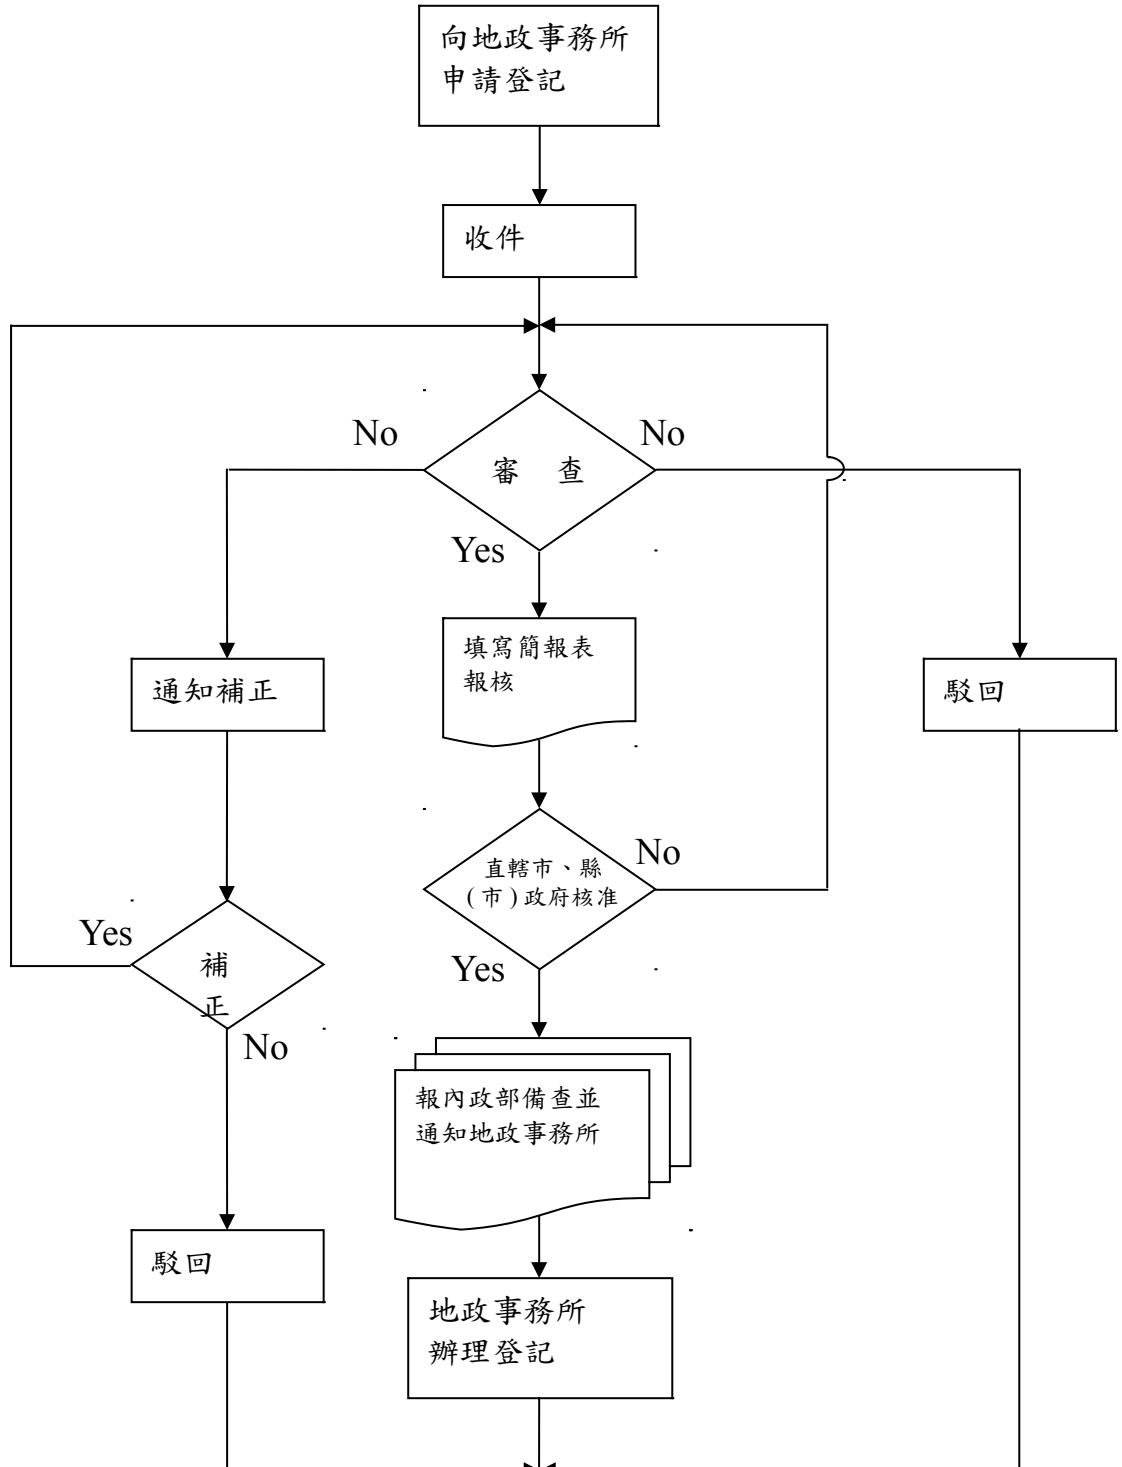 向地政事務所
申請登記
收件
No
No
審 查
Yes
填寫簡報表
報核
通知補正
駁回
直轄市、縣
(市)政府核准
No
Yes
補
正
Yes
No
報內政部備查並
通知地政事務所
駁回
地政事務所
辦理登記